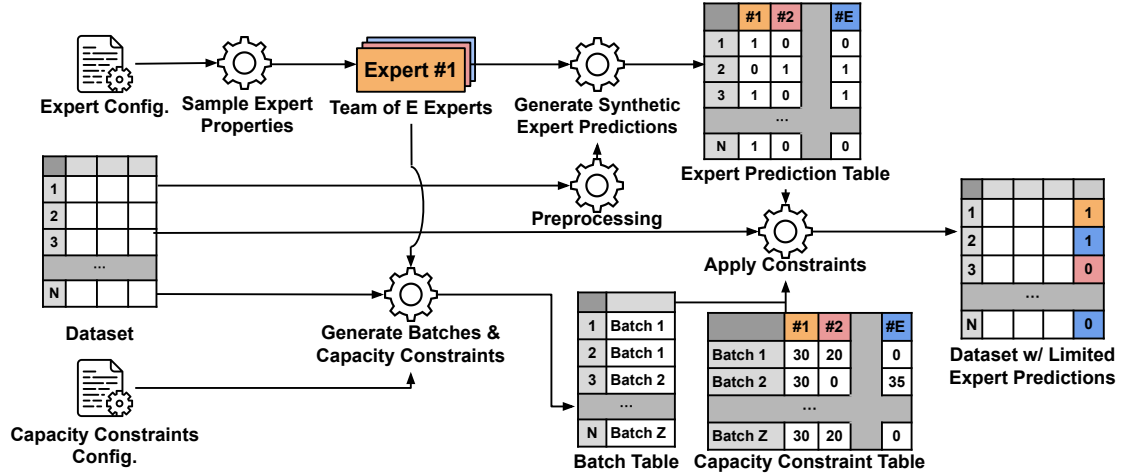 Expert Config.
Sample Expert
Properties
Expert #1
Team of E Experts
Generate Synthetic
Expert Predictions
#1 #2 #E
1 1 0 0
2 0 1 1
3 1 0 1
...
N 1 0 0
Expert Prediction Table
1
2
3
...
N
Dataset
Preprocessing
Apply Constraints
Generate Batches &
Capacity Constraints
Capacity Constraints
Config.
1 Batch 1
2 Batch 1
3 Batch 2
...
N Batch Z
Batch Table
#1 #2 #E
Batch 1 30 20 0
Batch 2 30 0 35
...
Batch Z 30 20 0
Capacity Constraint Table
1 1
2 1
3 0
...
N 0
Dataset w/ Limited
Expert Predictions